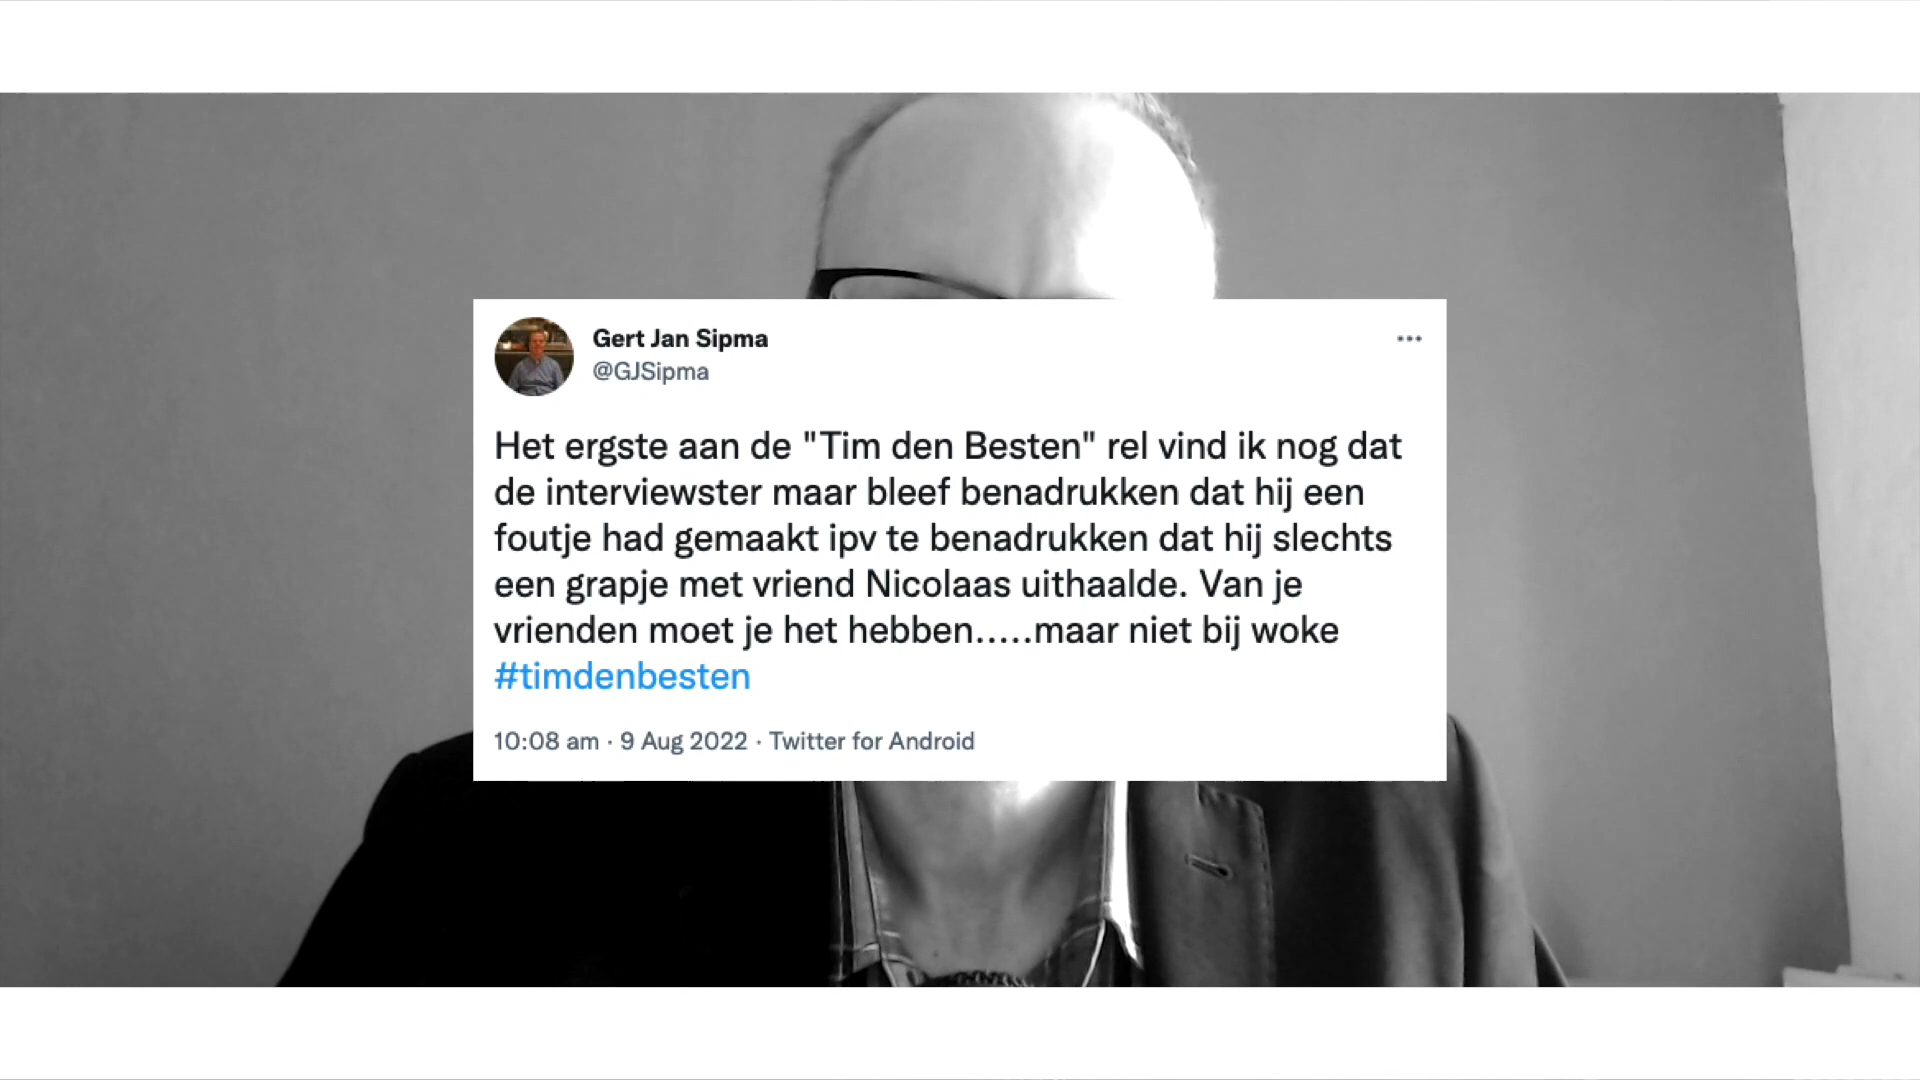 Gert Jan Sipma
@GJSipma
Het ergste aan de "Tim den Besten" rel vind ik nog dat
de interviewster maar bleef benadrukken dat hij een
foutje had gemaakt ipv te benadrukken dat hij slechts
een grapje met vriend Nicolaas uithaalde. Van je
vrienden moet je het hebben.....maar niet bij woke
#timdenbesten
10:08 am · 9 Aug 2022 · Twitter for Android